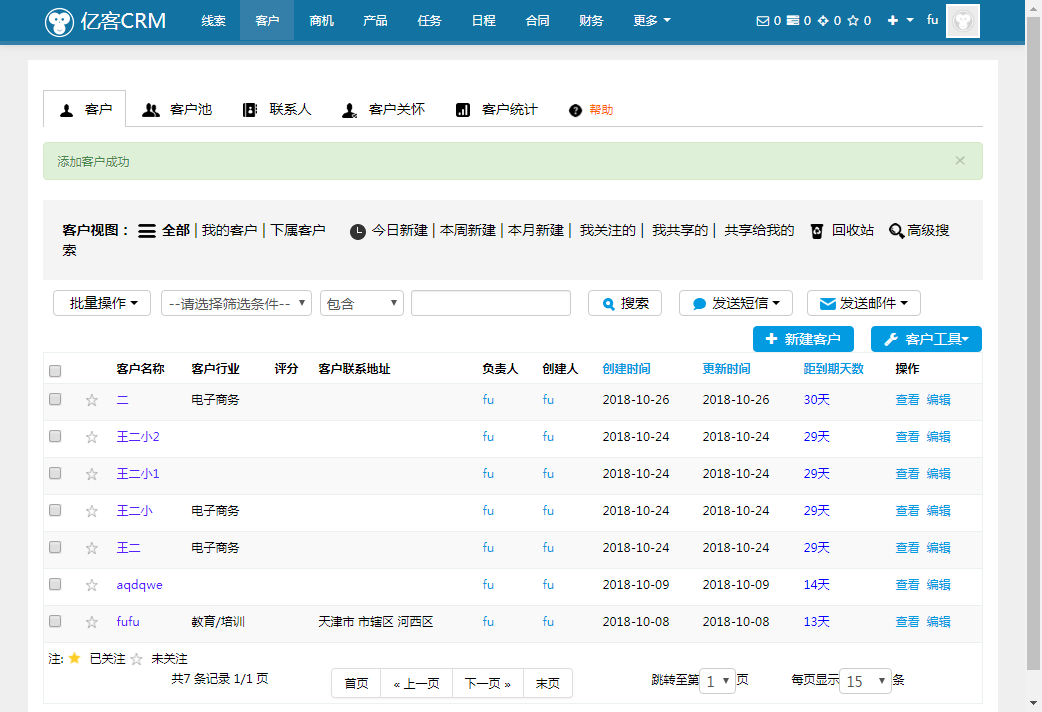 亿客CRM 线索 客户 商机 产品 任务 日程 合同 财务 更多 0 0 0 0 fu
客户 客户池 联系人 客户关怀 客户统计 帮助
添加客户成功 ×
客户视图： 全部 | 我的客户 | 下属客户 今日新建 | 本周新建 | 本月新建 | 我关注的 | 我共享的 | 共享给我的 回收站 高级搜
索
批量操作 --请选择筛选条件-- 包含 搜索 发送短信 发送邮件
新建客户 客户工具
客户名称 客户行业 评分 客户联系地址 负责人 创建人 创建时间 更新时间 距到期天数 操作
二 电子商务 fu fu 2018-10-26 2018-10-26 30天 查看 编辑
王二小2 fu fu 2018-10-24 2018-10-24 29天 查看 编辑
王二小1 fu fu 2018-10-24 2018-10-24 29天 查看 编辑
王二小 电子商务 fu fu 2018-10-24 2018-10-24 29天 查看 编辑
王二 电子商务 fu fu 2018-10-24 2018-10-24 29天 查看 编辑
aqdqwe fu fu 2018-10-09 2018-10-09 14天 查看 编辑
fufu 教育/培训 天津市 市辖区 河西区 fu fu 2018-10-08 2018-10-08 13天 查看 编辑
注: 已关注 未关注
共7 条记录 1/1 页 首页 « 上一页 下一页 » 末页 跳转至第 1 页 每页显示 15 条